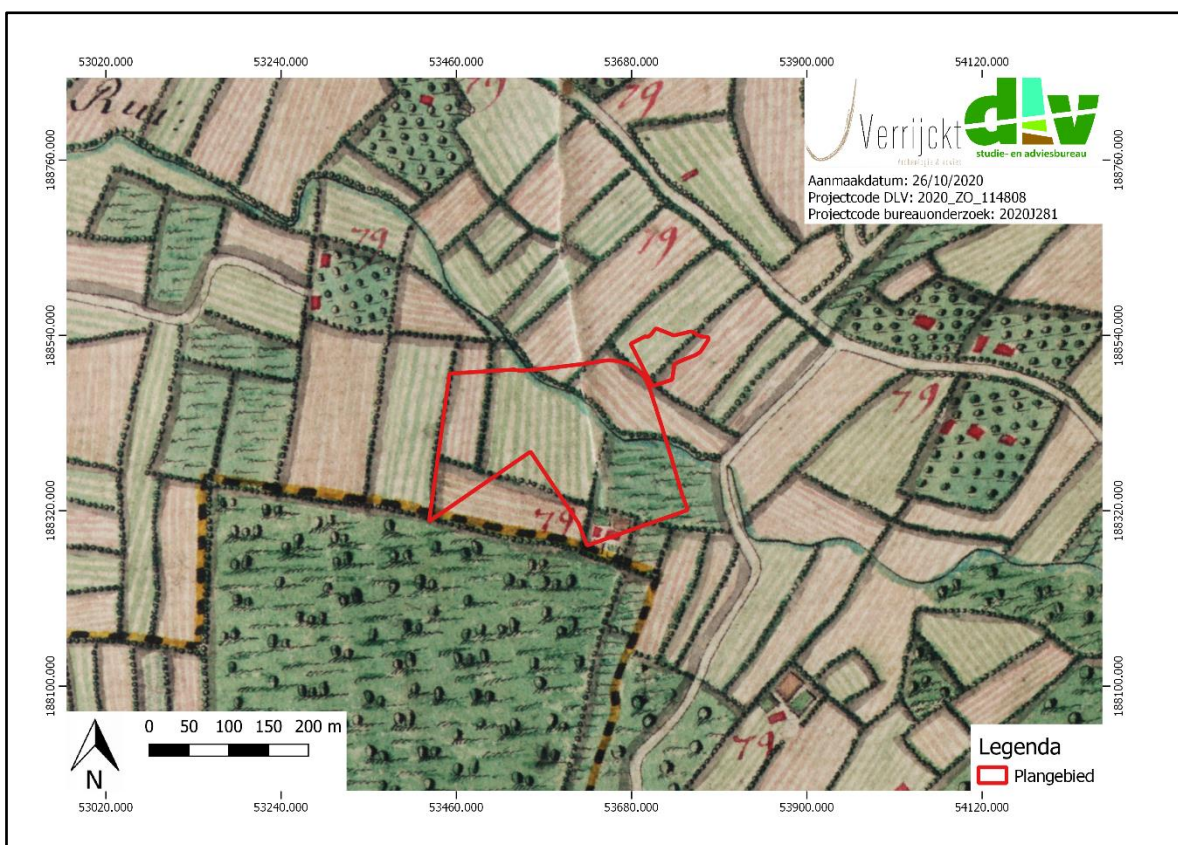 53020.000 53240.000 53460.000 53680.000 53900.000 54120.000
Rui.
79
79
79
79
79
79
79
Verrijckt
dlv
studie- en adviesbureau
Aanmaakdatum: 26/10/2020
Projectcode DLV: 2020_ZO_114808
Projectcode bureauonderzoek: 2020J281
188760.000 188760.000
188540.000 188540.000
188320.000 188320.000
188100.000 188100.000
0 50 100 150 200 m
N
Legenda
Plangebied
53020.000 53240.000 53460.000 53680.000 53900.000 54120.000